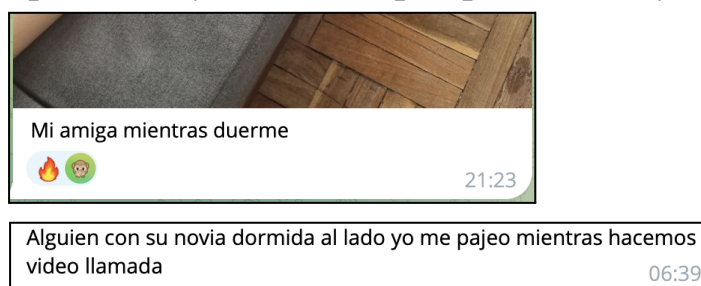 Mi amiga mientras duerme
21:23
Alguien con su novia dormida al lado yo me pajeo mientras hacemos
video llamada
06:39